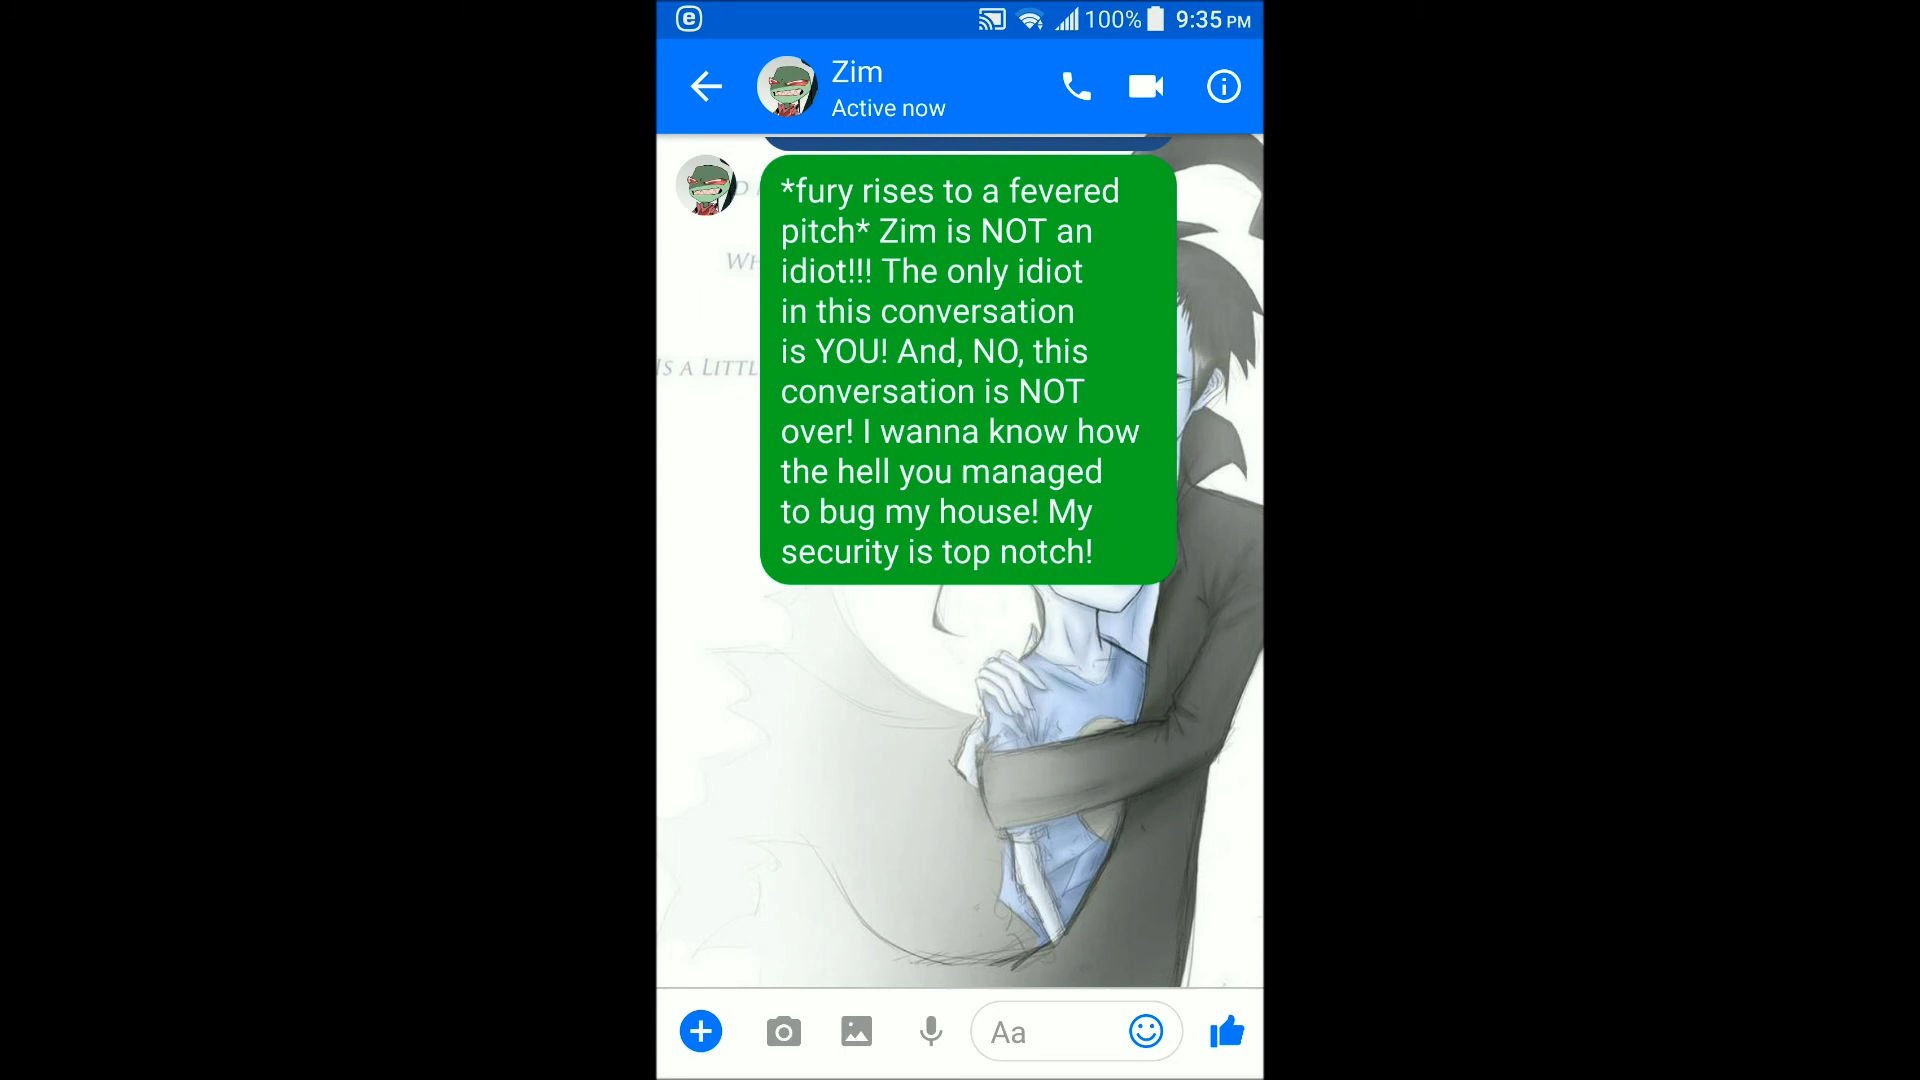 100% 9:35 PM
Zim
Active now
*fury rises to a fevered
pitch* Zim is NOT an
idiot!!! The only idiot
in this conversation
is YOU! And, NO, this
conversation is NOT
over! I wanna know how
the hell you managed
to bug my house! My
security is top notch!
IS A
Aa